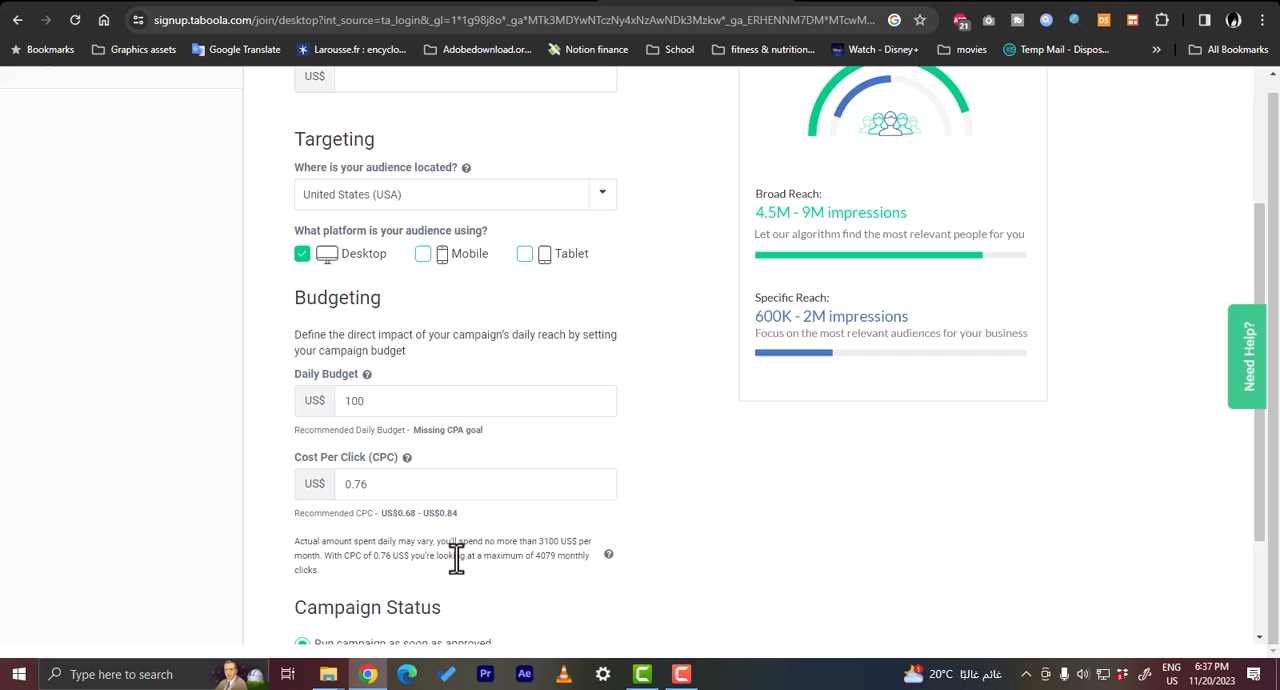 signup.taboola.com/join/desktop?int_source=ta_login&_gl=1*1g98j8o*_ga*MTk3MDYwNTczNy4xNzAwNDk3Mzkw*_ga_ERHENNM7DM*MTcwM...
21
DS
Bookmarks
Graphics assets
Google Translate
Larousse.fr : encyclo...
Adobedownload.or...
Notion finance
School
fitness & nutrition...
Watch - Disney+
movies
Temp Mail - Dispos...
»
All Bookmarks
US$
Targeting
Where is your audience located?
United States (USA)
What platform is your audience using?
Desktop
Mobile
Tablet
Budgeting
Define the direct impact of your campaign's daily reach by setting
your campaign budget
Daily Budget
US$
100
Recommended Daily Budget - Missing CPA goal
Cost Per Click (CPC)
US$
0.76
Recommended CPC - US$0.68 - US$0.84
Actual amount spent daily may vary, you'll spend no more than 3100 US$ per
month. With CPC of 0.76 US$ you're looking at a maximum of 4079 monthly
clicks.
Campaign Status
Run campaign as soon as approved
Broad Reach:
4.5M - 9M impressions
Let our algorithm find the most relevant people for you
Specific Reach:
600K - 2M impressions
Focus on the most relevant audiences for your business
Need Help?
Type here to search
Pr
Ae
20°C غائم غالبًا
ENG
US
6:37 PM
11/20/2023